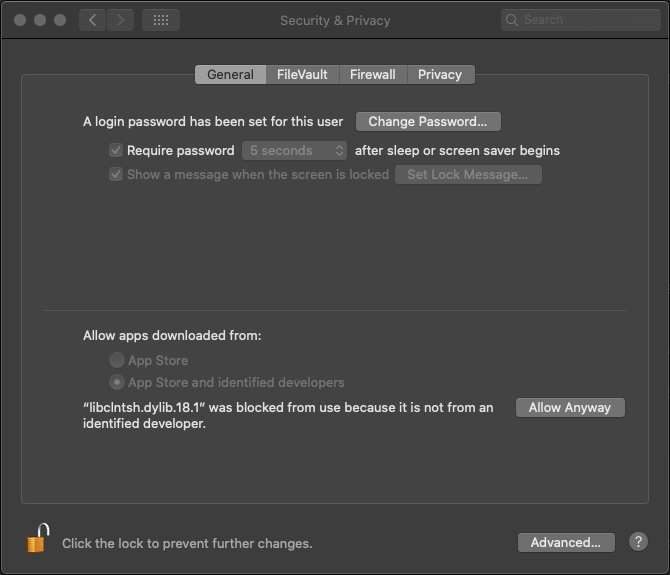 Security & Privacy
Search
General FileVault Firewall Privacy
A login password has been set for this user Change Password...
Require password 5 seconds after sleep or screen saver begins
Show a message when the screen is locked Set Lock Message...
Allow apps downloaded from:
App Store
App Store and identified developers
“libclntsh.dylib.18.1” was blocked from use because it is not from an
identified developer.
Allow Anyway
Click the lock to prevent further changes.
Advanced...
?